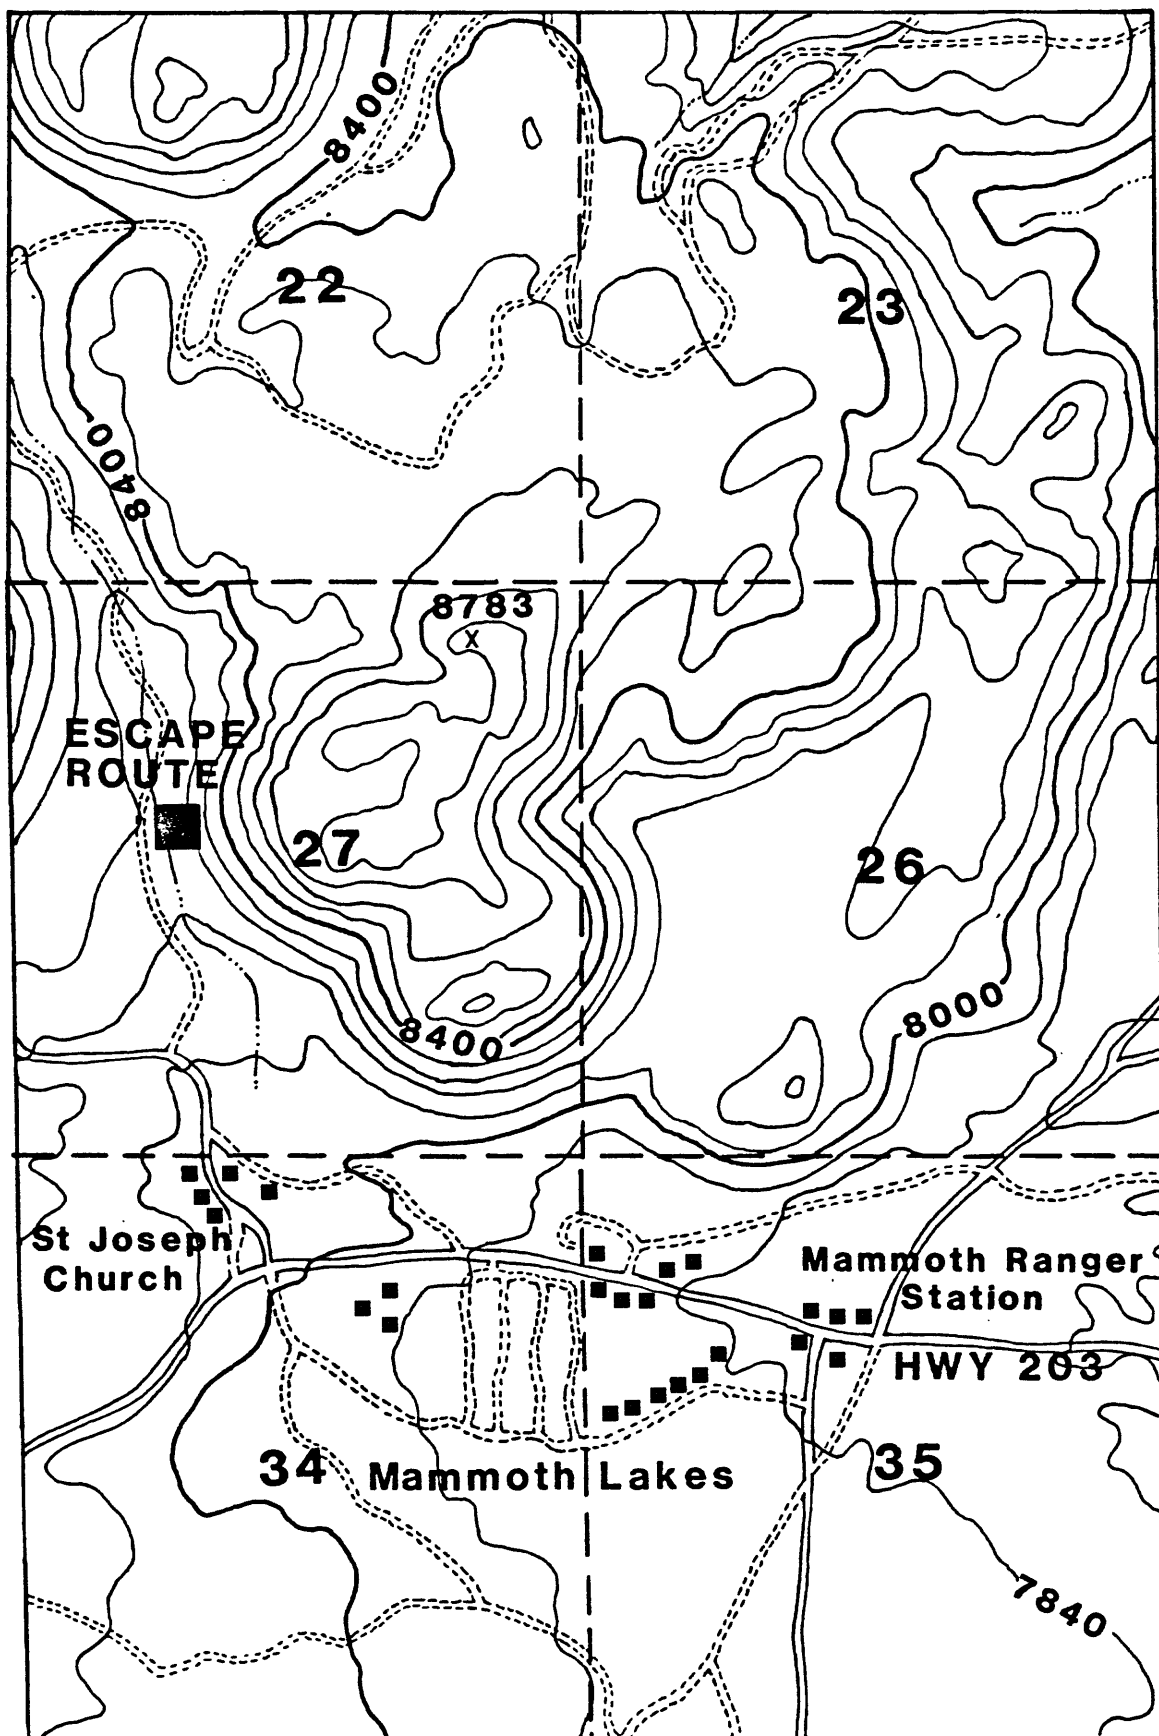 8400
22
23
8400
8783
X
ESCAPE
ROUTE
27
26
8000
8400
St Joseph
Church
Mammoth Ranger
Station
HWY 203
34
Mammoth Lakes
35
7840